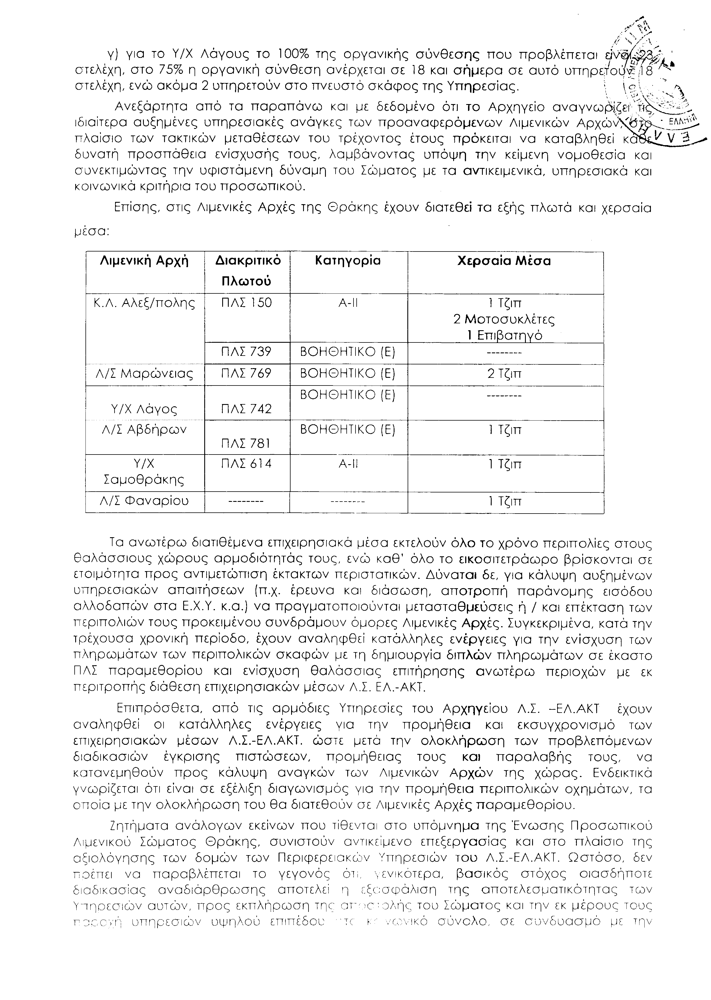 γ) για το Υ/Χ Λάγους το 100% της οργανικής σύνθεσης που προβλέπεται είναι 23
στελέχη, στο 75% η οργανική σύνθεση ανέρχεται σε 18 και σήμερα σε αυτό υπηρετούν 18
στελέχη, ενώ ακόμα 2 υπηρετούν στο πνευστό σκάφος της Υπηρεσίας.
Ανεξάρτητα από τα παραπάνω και με δεδομένο ότι το Αρχηγείο αναγνωρίζει τις
ιδιαίτερα αυξημένες υπηρεσιακές ανάγκες των προαναφερόμενων Λιμενικών Αρχών, στο
πλαίσιο των τακτικών μεταθέσεων του τρέχοντος έτους πρόκειται να καταβληθεί κάθε
δυνατή προσπάθεια ενίσχυσής τους, λαμβάνοντας υπόψη την κείμενη νομοθεσία και
συνεκτιμώντας την υφιστάμενη δύναμη του Σώματος με τα αντικειμενικά, υπηρεσιακά και
κοινωνικά κριτήρια του προσωπικού.
Επίσης, στις Λιμενικές Αρχές της Θράκης έχουν διατεθεί τα εξής πλωτά και χερσαία
μέσα:
Λιμενική Αρχή Διακριτικό Κατηγορία Χερσαία Μέσα
Πλωτού
Κ.Λ. Αλεξ/πολης ΠΛΣ 150 Α-ΙΙ 1 Τζιπ
2 Μοτοσυκλέτες
1 Επιβατηγό
ΠΛΣ 739 ΒΟΗΘΗΤΙΚΟ (Ε) --------
Λ/Σ Μαρώνειας ΠΛΣ 769 ΒΟΗΘΗΤΙΚΟ (Ε) 2 Τζιπ
ΒΟΗΘΗΤΙΚΟ (Ε) --------
Υ/Χ Λάγος ΠΛΣ 742
Λ/Σ Αβδήρων ΒΟΗΘΗΤΙΚΟ (Ε) 1 Τζιπ
ΠΛΣ 781
Υ/Χ ΠΛΣ 614 Α-ΙΙ 1 Τζιπ
Σαμοθράκης
Λ/Σ Φαναρίου -------- -------- 1 Τζιπ
Τα ανωτέρω διατιθέμενα επιχειρησιακά μέσα εκτελούν όλο το χρόνο περιπολίες στους
θαλάσσιους χώρους αρμοδιότητάς τους, ενώ καθ' όλο το εικοσιτετράωρο βρίσκονται σε
ετοιμότητα προς αντιμετώπιση έκτακτων περιστατικών. Δύναται δε, για κάλυψη αυξημένων
υπηρεσιακών απαιτήσεων (π.χ. έρευνα και διάσωση, αποτροπή παράνομης εισόδου
αλλοδαπών στα Ε.Χ.Υ. κ.α.) να πραγματοποιούνται μετασταθμεύσεις ή / και επέκταση των
περιπολιών τους προκειμένου συνδράμουν όμορες Λιμενικές Αρχές. Συγκεκριμένα, κατά την
τρέχουσα χρονική περίοδο, έχουν αναληφθεί κατάλληλες ενέργειες για την ενίσχυση των
πληρωμάτων των περιπολικών σκαφών με τη δημιουργία διπλών πληρωμάτων σε έκαστο
ΠΛΣ παραμεθορίου και ενίσχυση θαλάσσιας επιτήρησης ανωτέρω περιοχών με εκ
περιτροπής διάθεση επιχειρησιακών μέσων Λ.Σ. ΕΛ.-ΑΚΤ.
Επιπρόσθετα, από τις αρμόδιες Υπηρεσίες του Αρχηγείου Λ.Σ. –ΕΛ.ΑΚΤ έχουν
αναληφθεί οι κατάλληλες ενέργειες για την προμήθεια και εκσυγχρονισμό των
επιχειρησιακών μέσων Λ.Σ.-ΕΛ.ΑΚΤ. ώστε μετά την ολοκλήρωση των προβλεπόμενων
διαδικασιών έγκρισης πιστώσεων, προμήθειας τους και παραλαβής τους, να
κατανεμηθούν προς κάλυψη αναγκών των Λιμενικών Αρχών της χώρας. Ενδεικτικά
γνωρίζεται ότι είναι σε εξέλιξη διαγωνισμός για την προμήθεια περιπολικών οχημάτων, τα
οποία με την ολοκλήρωση του θα διατεθούν σε Λιμενικές Αρχές παραμεθορίου.
Ζητήματα ανάλογων εκείνων που τίθενται στο υπόμνημα της Ένωσης Προσωπικού
Λιμενικού Σώματος Θράκης, συνιστούν αντικείμενο επεξεργασίας και στο πλαίσιο της
αξιολόγησης των δομών των Περιφερειακών Υπηρεσιών του Λ.Σ.-ΕΛ.ΑΚΤ. Ωστόσο, δεν
πρέπει να παραβλέπεται το γεγονός ότι, γενικότερα, βασικός στόχος οιασδήποτε
διαδικασίας αναδιάρθρωσης αποτελεί η εξασφάλιση της αποτελεσματικότητας των
Υπηρεσιών αυτών, προς εκπλήρωση της αποστολής του Σώματος και την εκ μέρους τους
παροχή υπηρεσιών υψηλού επιπέδου στο κοινωνικό σύνολο, σε συνδυασμό με την